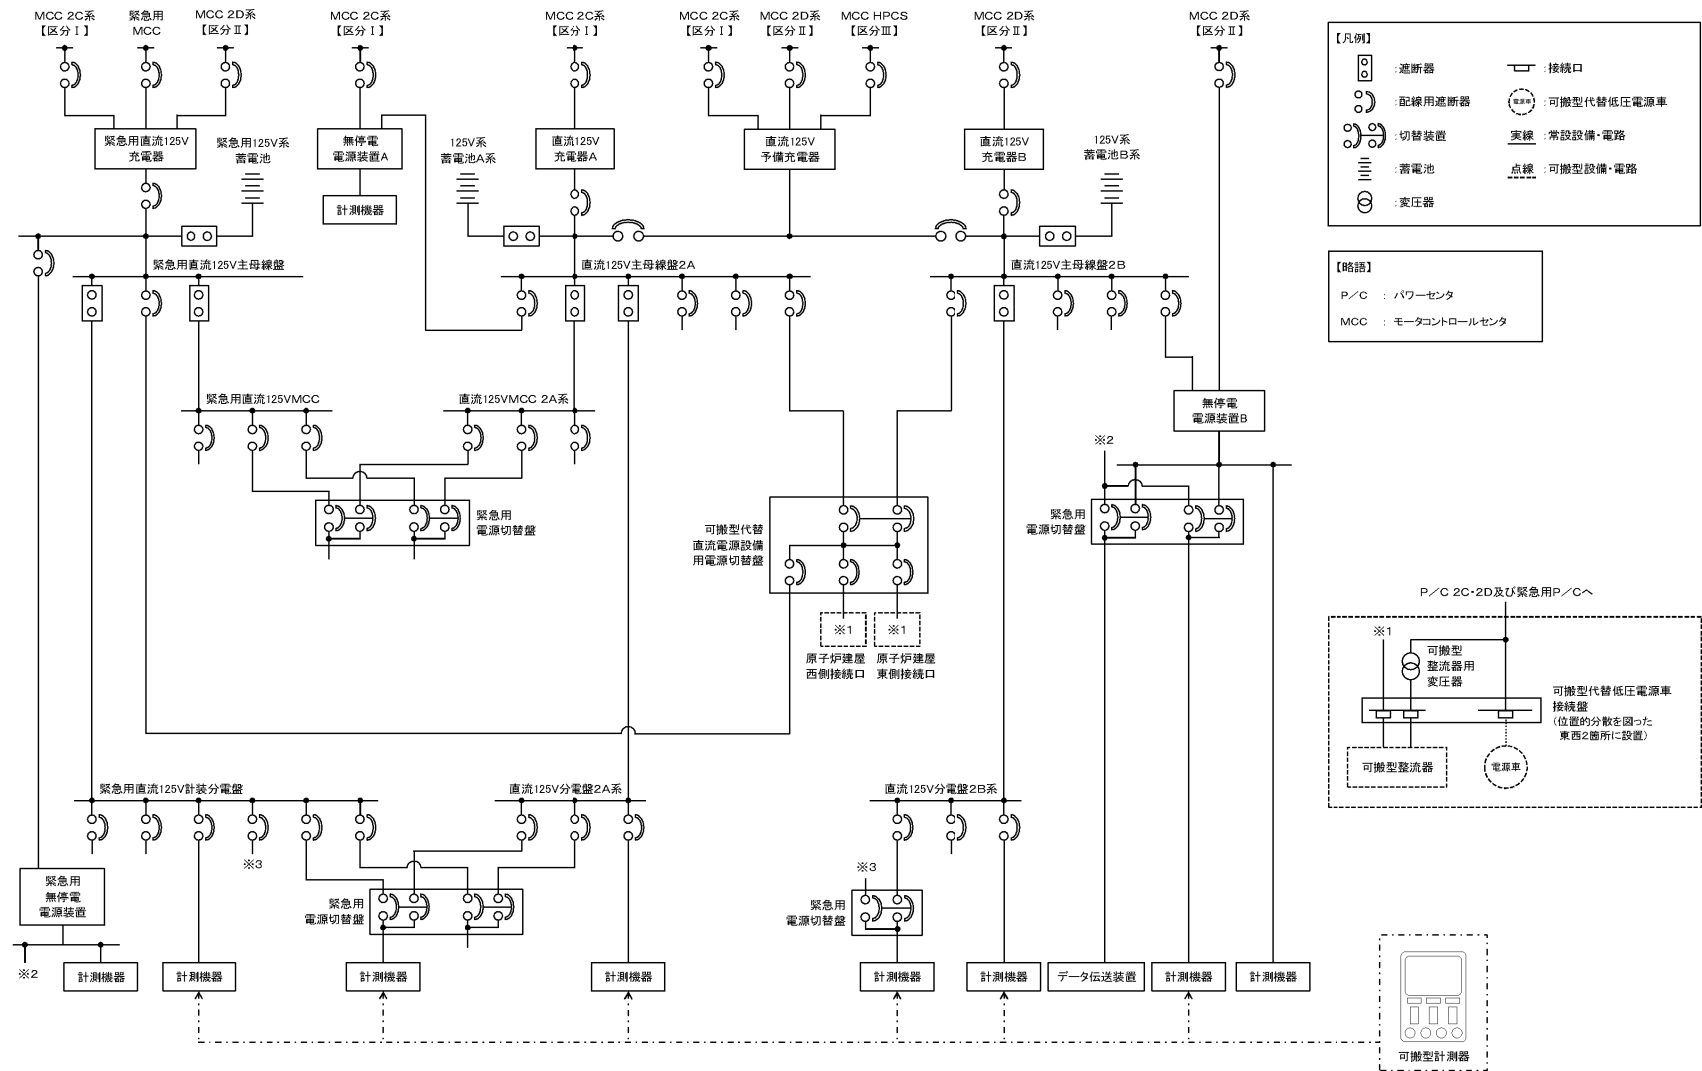 MCC 2C系
【区分Ⅰ】
緊急用
MCC
MCC 2D系
【区分Ⅱ】
MCC 2C系
【区分Ⅰ】
MCC 2C系
【区分Ⅰ】
MCC 2C系
【区分Ⅰ】
MCC 2D系
【区分Ⅱ】
MCC HPCS
【区分Ⅲ】
MCC 2D系
【区分Ⅱ】
MCC 2D系
【区分Ⅱ】
緊急用直流125V
充電器
緊急用125V系
蓄電池
無停電
電源装置A
計測機器
125V系
蓄電池A系
直流125V
充電器A
直流125V
予備充電器
直流125V
充電器B
125V系
蓄電池B系
緊急用直流125V主母線盤
直流125V主母線盤2A
直流125V主母線盤2B
緊急用直流125VMCC
直流125VMCC 2A系
無停電
電源装置B
※2
緊急用
電源切替盤
可搬型代替
直流電源設備
用電源切替盤
緊急用
電源切替盤
※1
※1
原子炉建屋
西側接続口
原子炉建屋
東側接続口
緊急用直流125V計装分電盤
直流125V分電盤2A系
直流125V分電盤2B系
※3
※3
緊急用
無停電
電源装置
緊急用
電源切替盤
緊急用
電源切替盤
※2
計測機器
計測機器
計測機器
計測機器
計測機器
計測機器
データ伝送装置
計測機器
計測機器
【凡例】
:遮断器
:配線用遮断器
:切替装置
:蓄電池
:変圧器
:接続口
電源車
:可搬型代替低圧電源車
実線
:常設設備・電路
点線
:可搬型設備・電路
【略語】
P/C : パワーセンタ
MCC : モータコントロールセンタ
P/C 2C・2D及び緊急用P/Cへ
※1
可搬型
整流器用
変圧器
可搬型代替低圧電源車
接続盤
(位置的分散を図った
東西2箇所に設置)
可搬型整流器
電源車
可搬型計測器